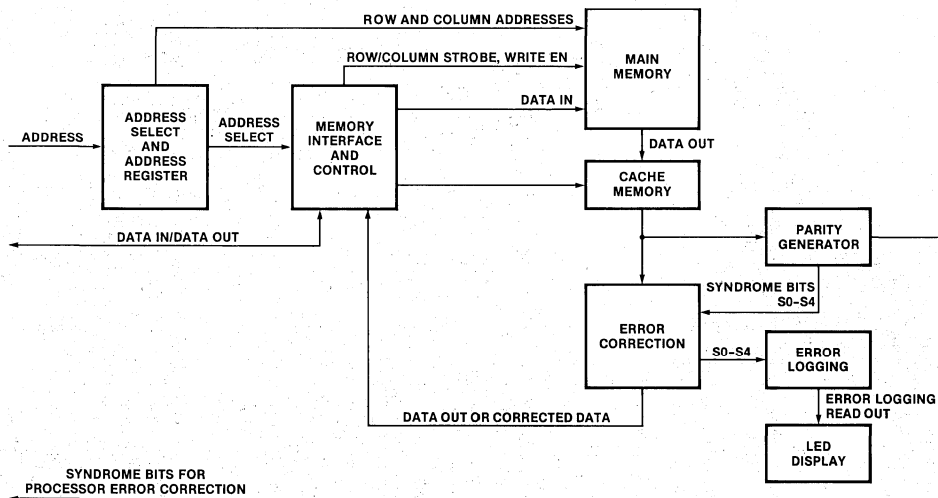 ROW AND COLUMN ADDRESSES
ROW/COLUMN STROBE, WRITE EN
MAIN
MEMORY
ADDRESS
ADDRESS
SELECT
AND
ADDRESS
REGISTER
ADDRESS
SELECT
MEMORY
INTERFACE
AND
CONTROL
DATA IN
DATA OUT
CACHE
MEMORY
DATA IN/DATA OUT
PARITY
GENERATOR
SYNDROME BITS
S0–S4
ERROR
CORRECTION
S0–S4
ERROR
LOGGING
DATA OUT OR CORRECTED DATA
ERROR LOGGING
READ OUT
LED
DISPLAY
SYNDROME BITS FOR
PROCESSOR ERROR CORRECTION